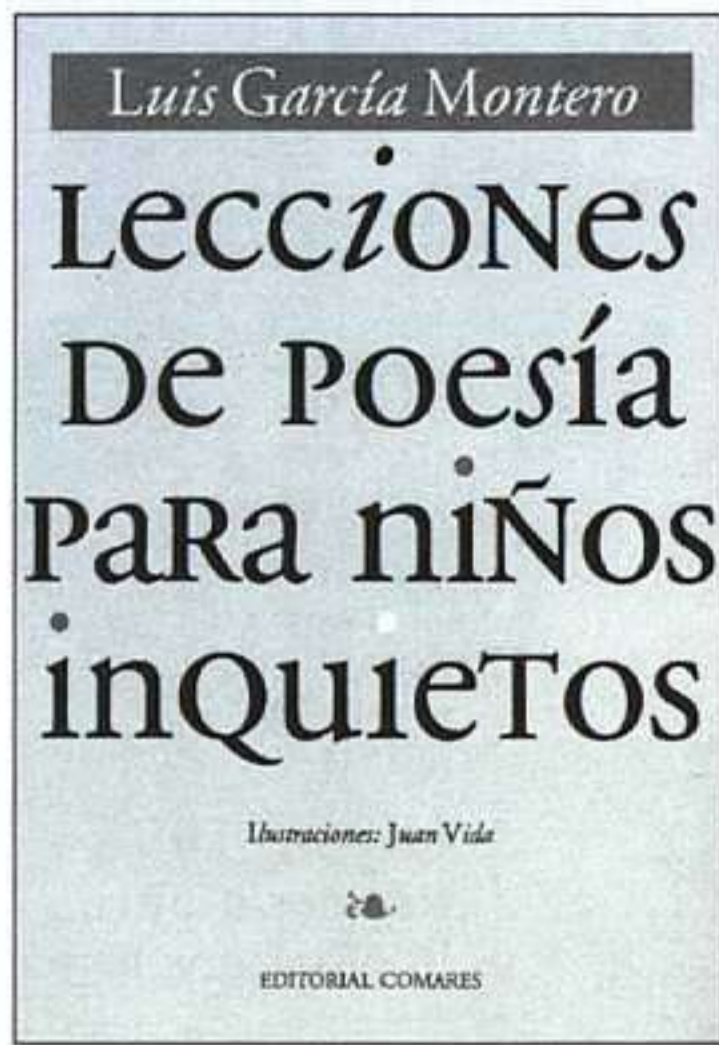 Luis García Montero
LeccioNes
De Poesía
PaRa niÑos
inQuieTos
Ilustraciones: Juan Vida
EDITORIAL COMARES